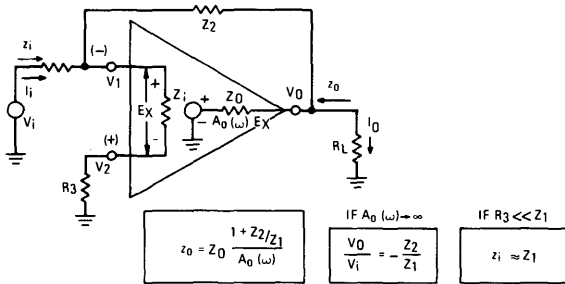 Z2
zi
Ii
Vi
(−)
V1
+
EX
Zi
-
(+)
V2
R3
+
−
Z0
A0(ω) EX
V0
z0
I0
RL
z0 = Z0 (1 + Z2/Z1) / A0(ω)
IF A0(ω)→∞
V0/Vi = − Z2/Z1
IF R3 << Z1
zi ≈ Z1